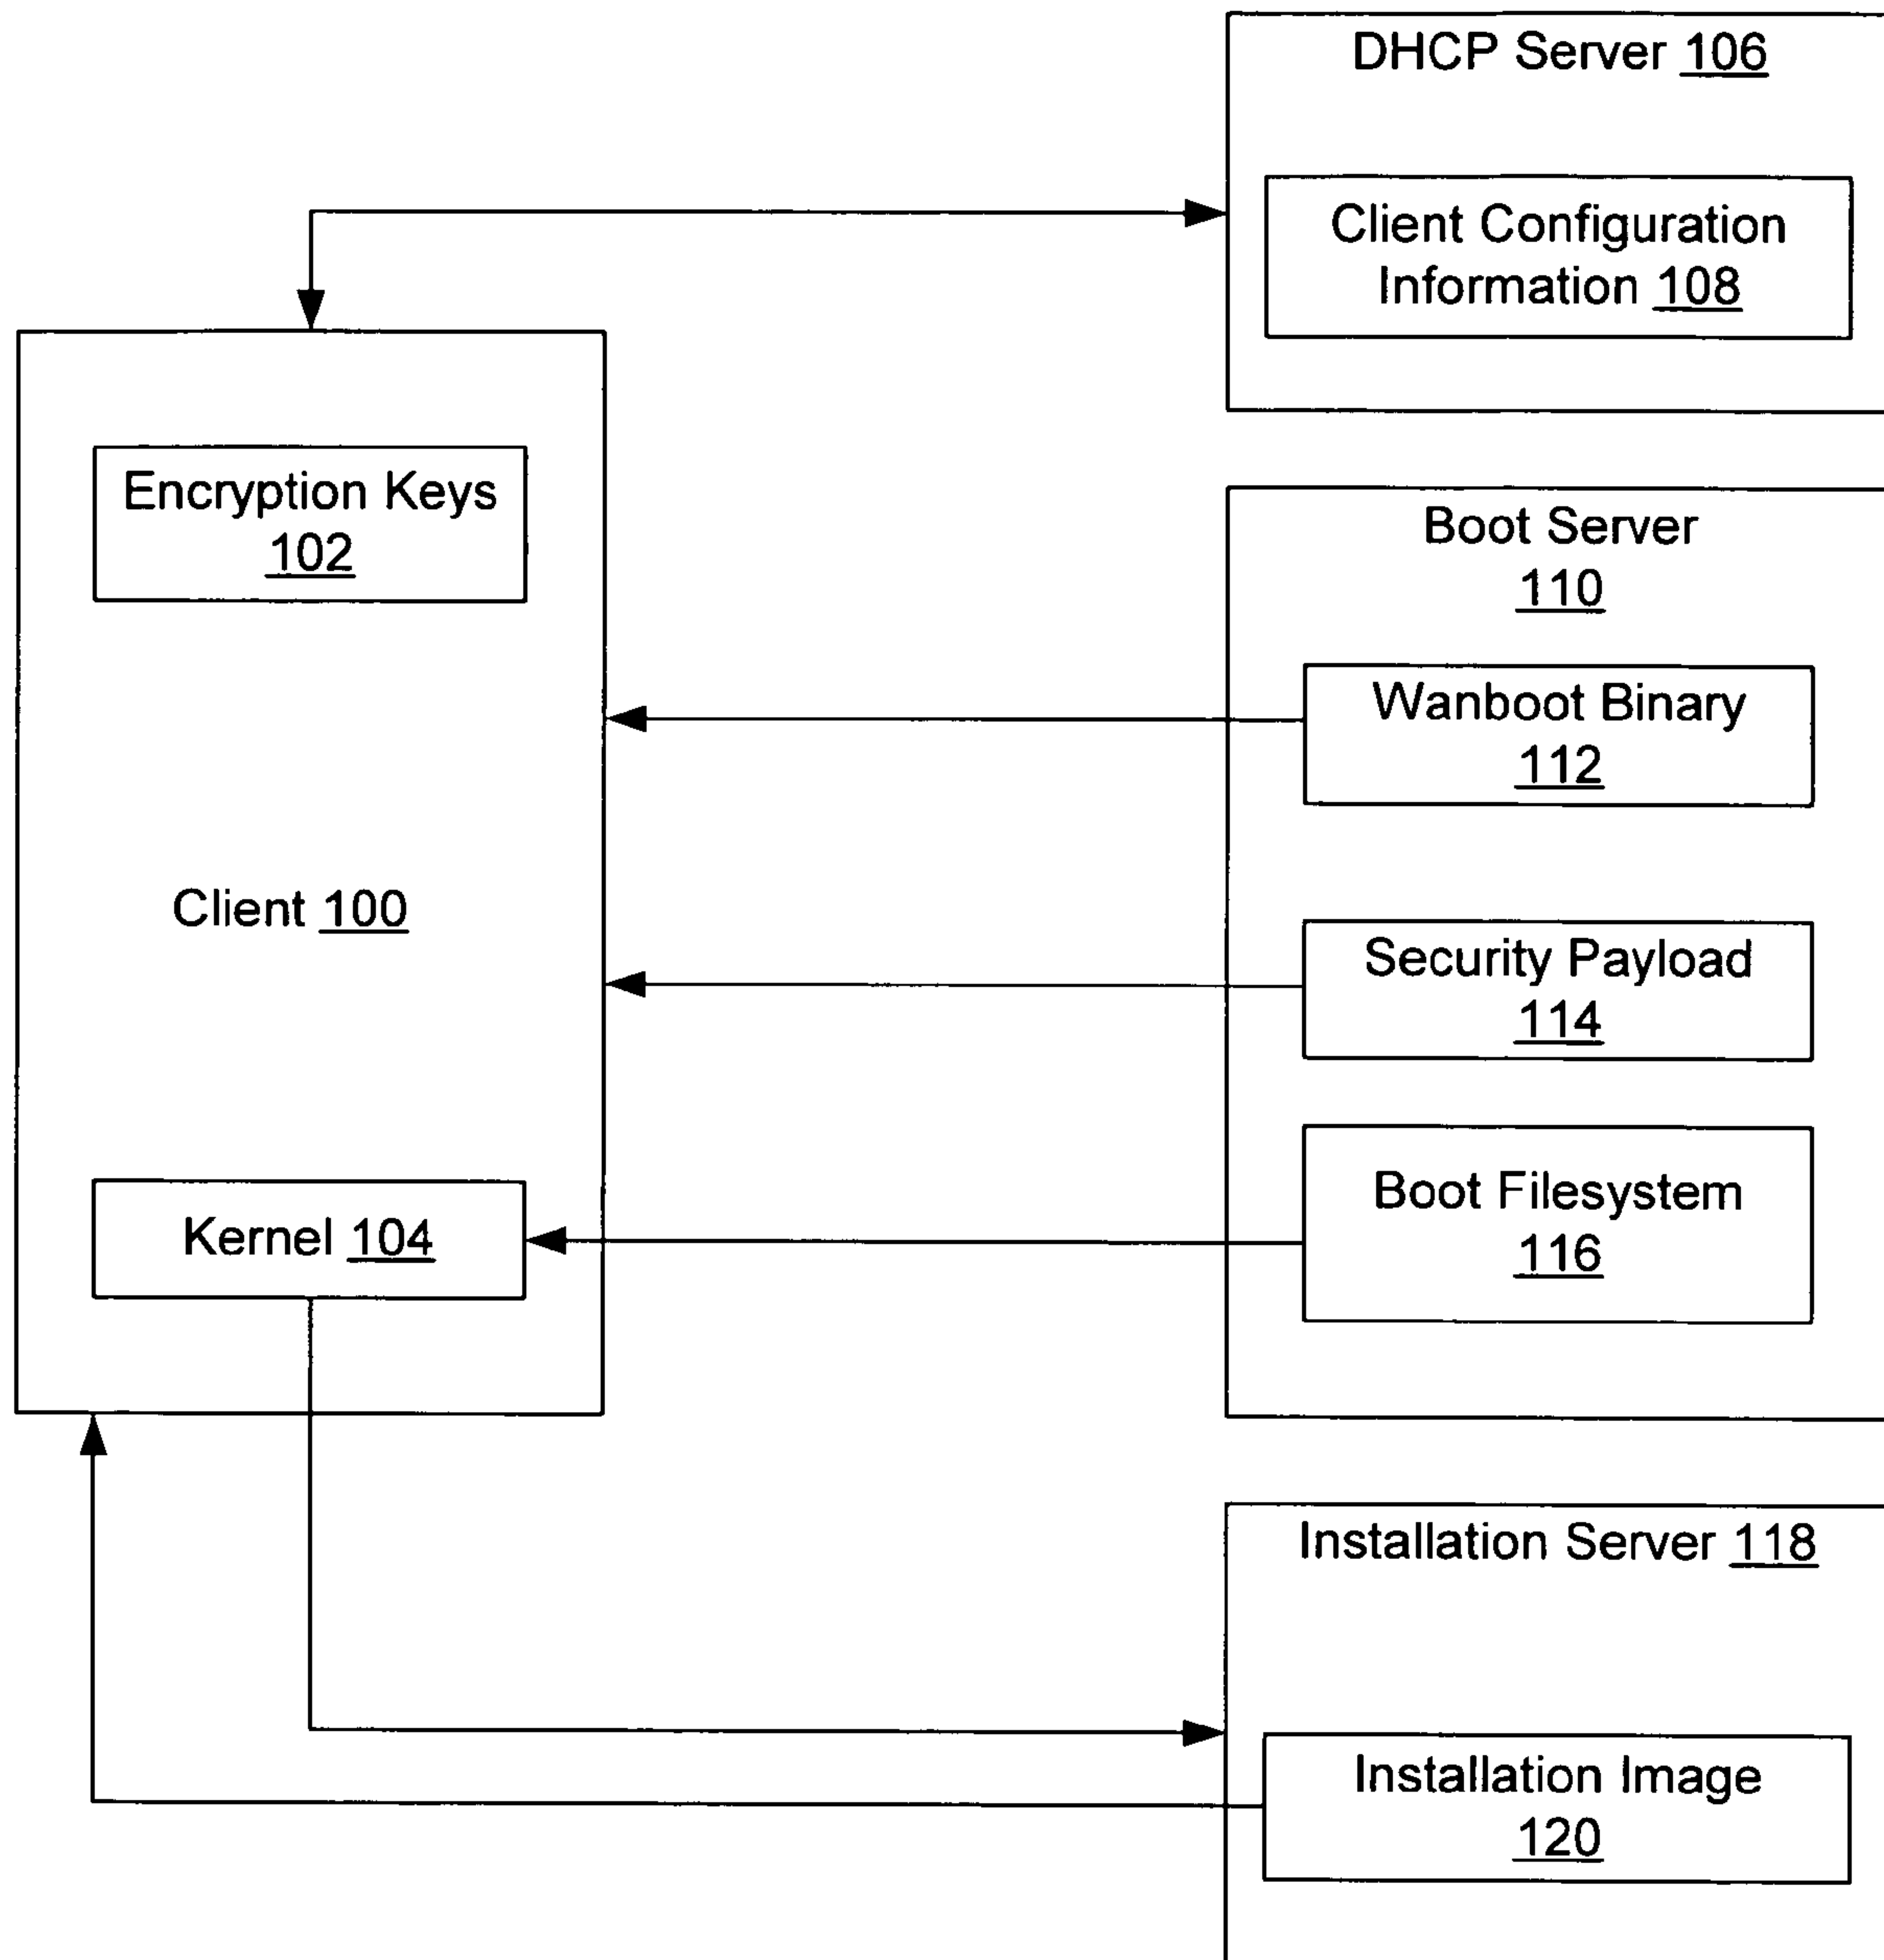 DHCP Server 106
Client Configuration
Information 108
Encryption Keys
102
Client 100
Kernel 104
Boot Server
110
Wanboot Binary
112
Security Payload
114
Boot Filesystem
116
Installation Server 118
Installation Image
120